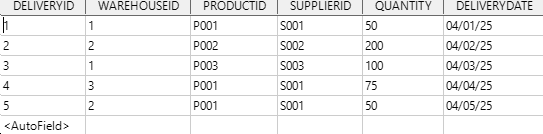 DELIVERYID WAREHOUSEID PRODUCTID SUPPLIERID QUANTITY DELIVERYDATE
1 1 P001 S001 50 04/01/25
2 2 P002 S002 200 04/02/25
3 1 P003 S003 100 04/03/25
4 3 P001 S001 75 04/04/25
5 2 P001 S001 50 04/05/25
<AutoField>